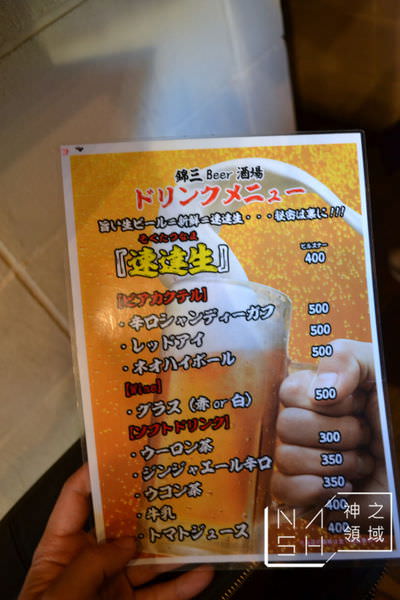 錦三 Beer 酒場
ドリンクメニュー
旨い生ビール=新鮮=速達生・・・秘密は裏に!!!
そくたつなま
『速達生』 ピルスナー 400
【ビアカクテル】
・辛口シャンディーガフ 500
・レッドアイ 500
・ネオハイボール 500
【Wine】
・グラス (赤 or 白) 500
【ソフトドリンク】
・ウーロン茶 300
・ジンジャエール辛口 350
・ウコン茶 350
・牛乳 400
・トマトジュース 400
NASH 神之領域